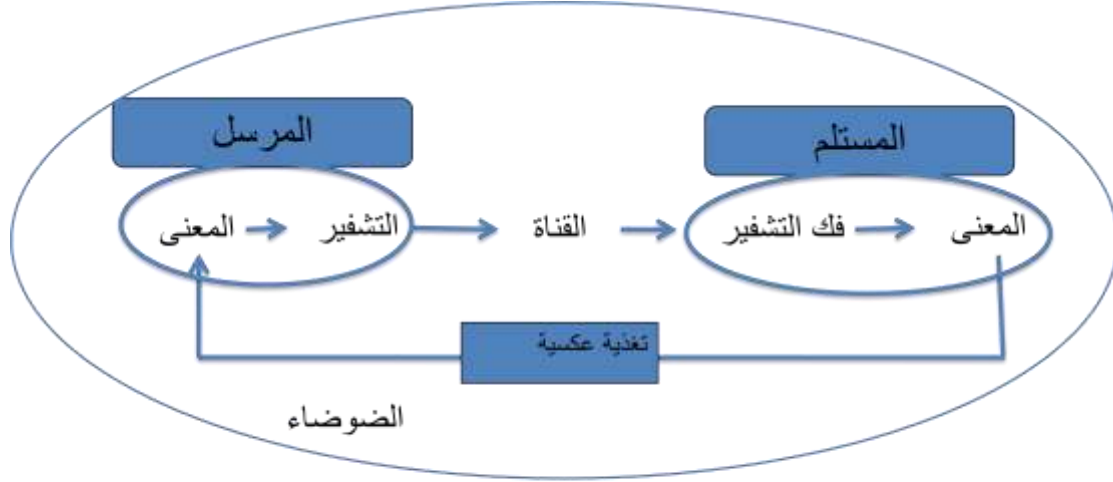 المرسل
المستلم
المعنى
التشفير
القناة
فك التشفير
المعنى
تغذية عكسية
الضوضاء